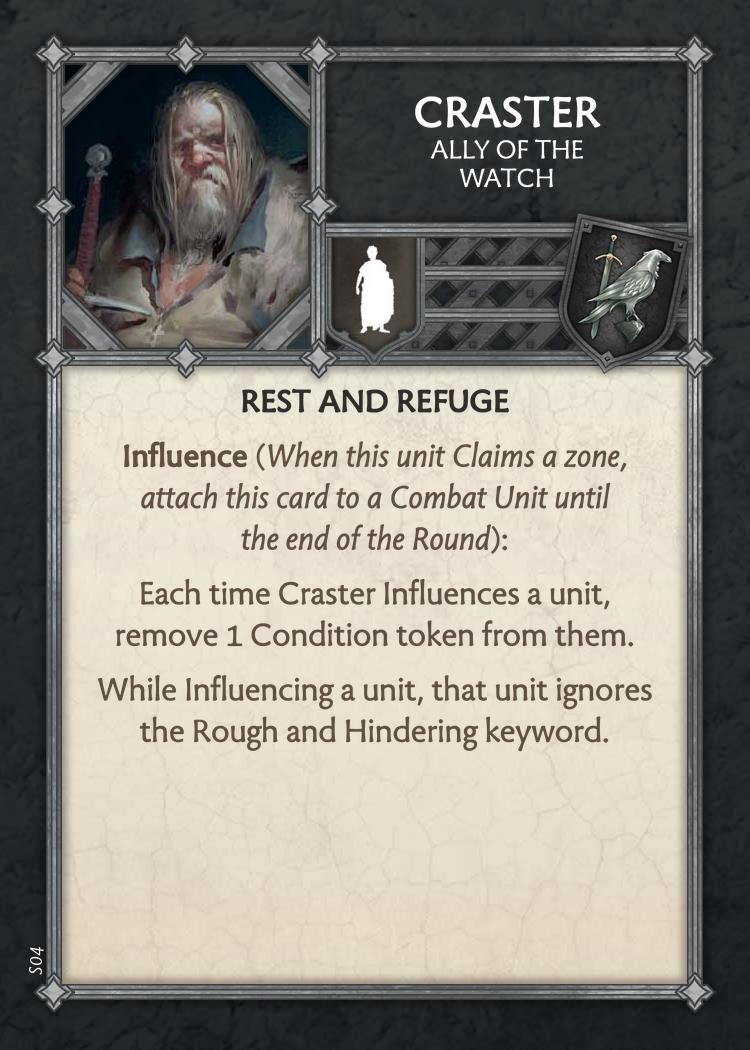 CRASTER
ALLY OF THE
WATCH
REST AND REFUGE
Influence (When this unit Claims a zone,
attach this card to a Combat Unit until
the end of the Round):
Each time Craster Influences a unit,
remove 1 Condition token from them.
While Influencing a unit, that unit ignores
the Rough and Hindering keyword.
S04